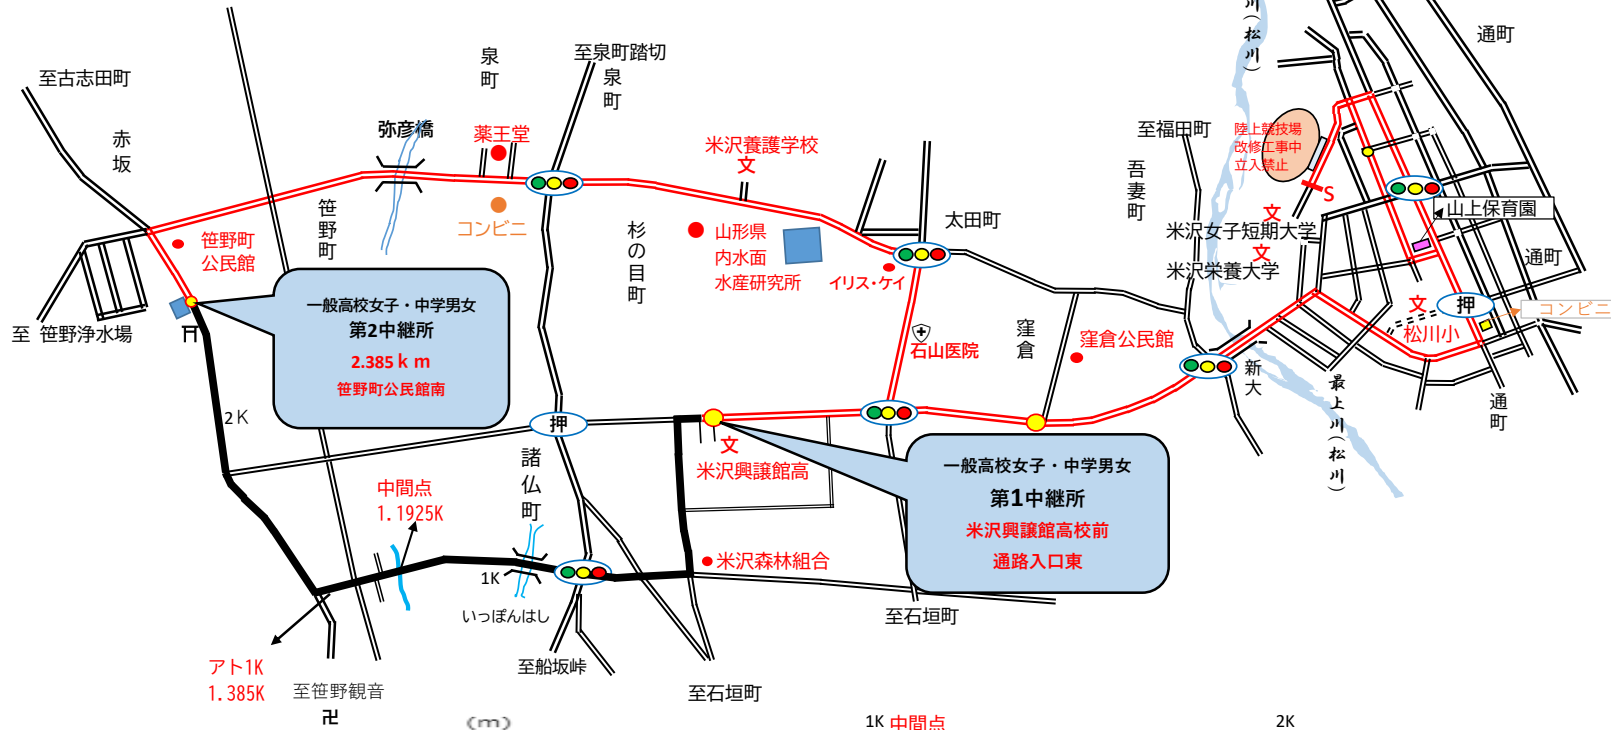 川(松川)
通町
至古志田町
赤坂
泉町
至泉町踏切
泉町
弥彦橋
薬王堂
米沢養護学校
文
至福田町
陸上競技場
改修工事中
立入禁止
S
吾妻町
山上保育園
文
米沢女子短期大学
文
米沢栄養大学
通町
笹野町
コンビニ
杉の目町
山形県
内水面
水産研究所
太田町
イリス・ケイ
笹野町
公民館
至 笹野浄水場
一般高校女子・中学男女
第2中継所
2.385km
笹野町公民館南
石山医院
窪倉
窪倉公民館
新大
文
松川小
押
コンビニ
最上川(松川)
通町
2K
押
文
米沢興譲館高
諸仏町
中間点
1.1925K
一般高校女子・中学男女
第1中継所
米沢興譲館高校前
通路入口東
米沢森林組合
1K
いっぽんはし
至石垣町
至船坂峠
至石垣町
アト1K
1.385K
至笹野観音
卍
(m)
1K 中間点
2K